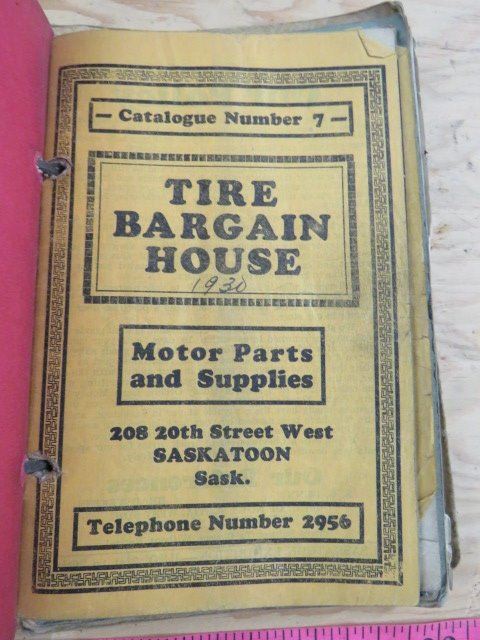 — Catalogue Number 7 —
TIRE
BARGAIN
HOUSE
1930
Motor Parts
and Supplies
208 20th Street West
SASKATOON
Sask.
Telephone Number 2956